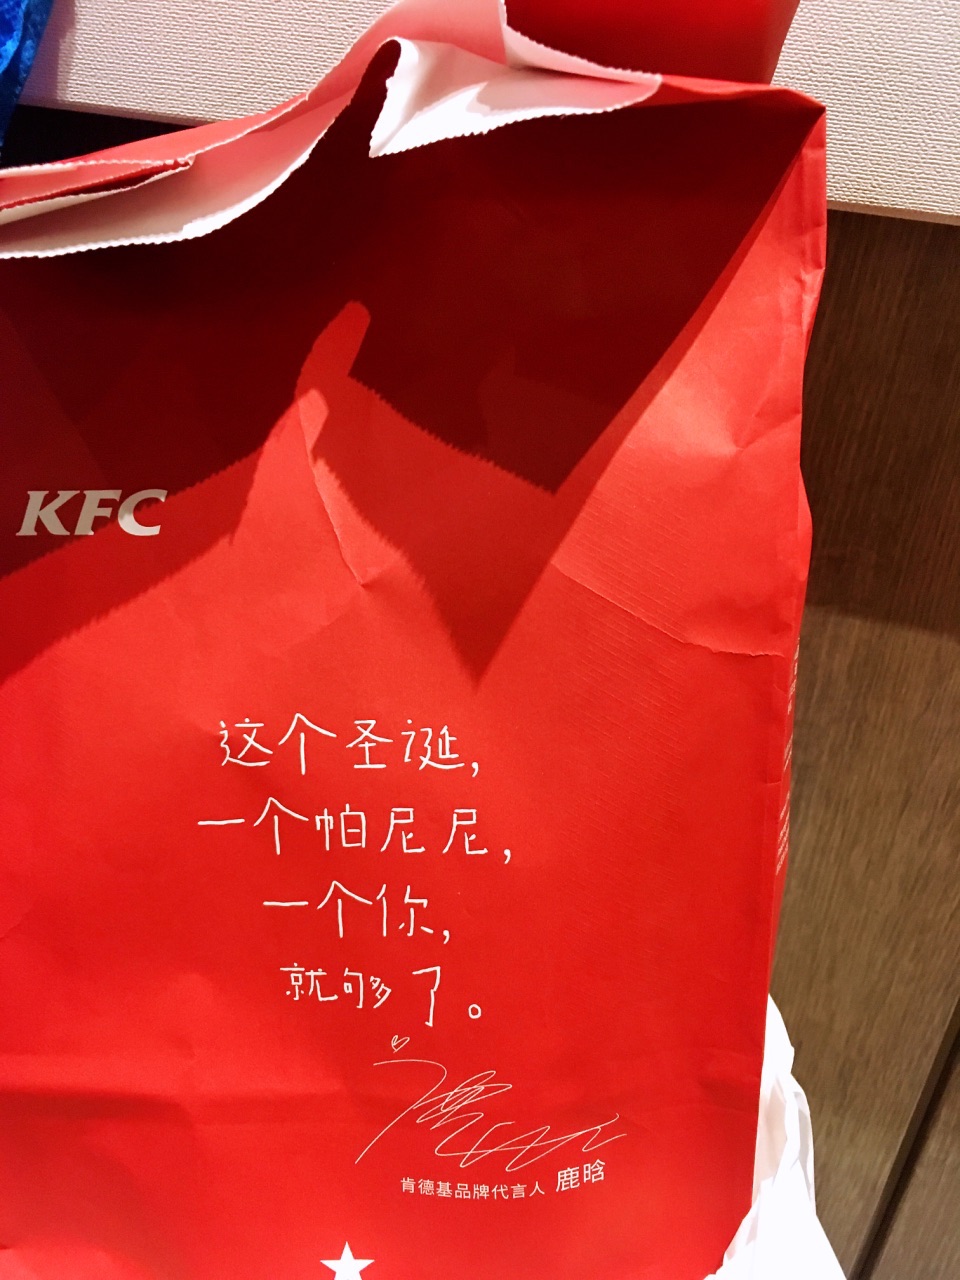 KFC
这个圣诞,
一个帕尼尼,
一个你,
就够了。
肯德基品牌代言人 鹿晗